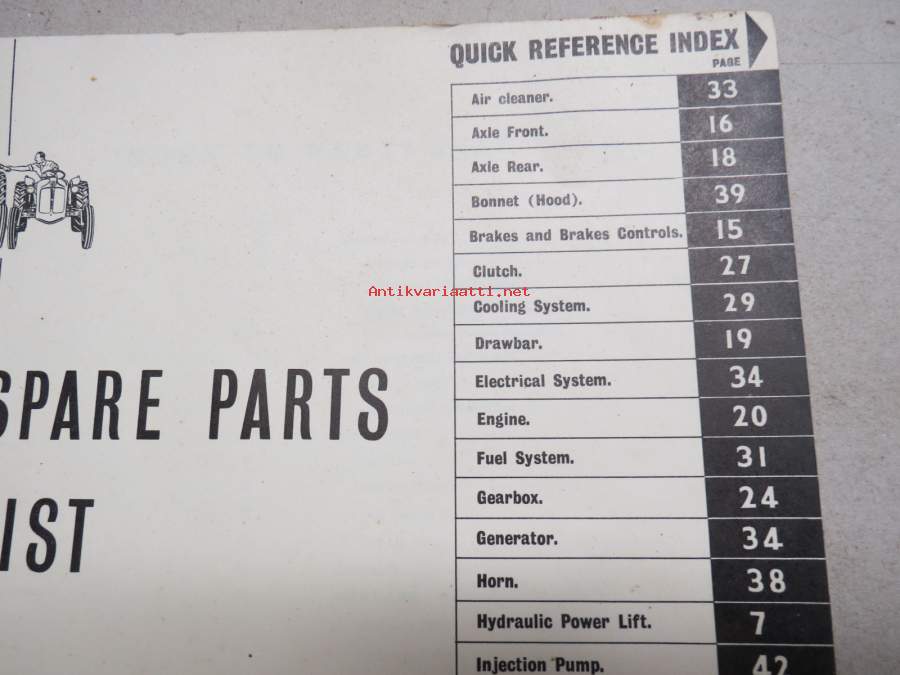 QUICK REFERENCE INDEX
PAGE
Air cleaner. 33
Axle Front. 16
Axle Rear. 18
Bonnet (Hood). 39
Brakes and Brakes Controls. 15
Clutch. 27
Antikvariaatti.net
Cooling System. 29
Drawbar. 19
Electrical System. 34
SPARE PARTS
Engine. 20
Fuel System. 31
Gearbox. 24
IST
Generator. 34
Horn. 38
Hydraulic Power Lift. 7
Injection Pump. 42